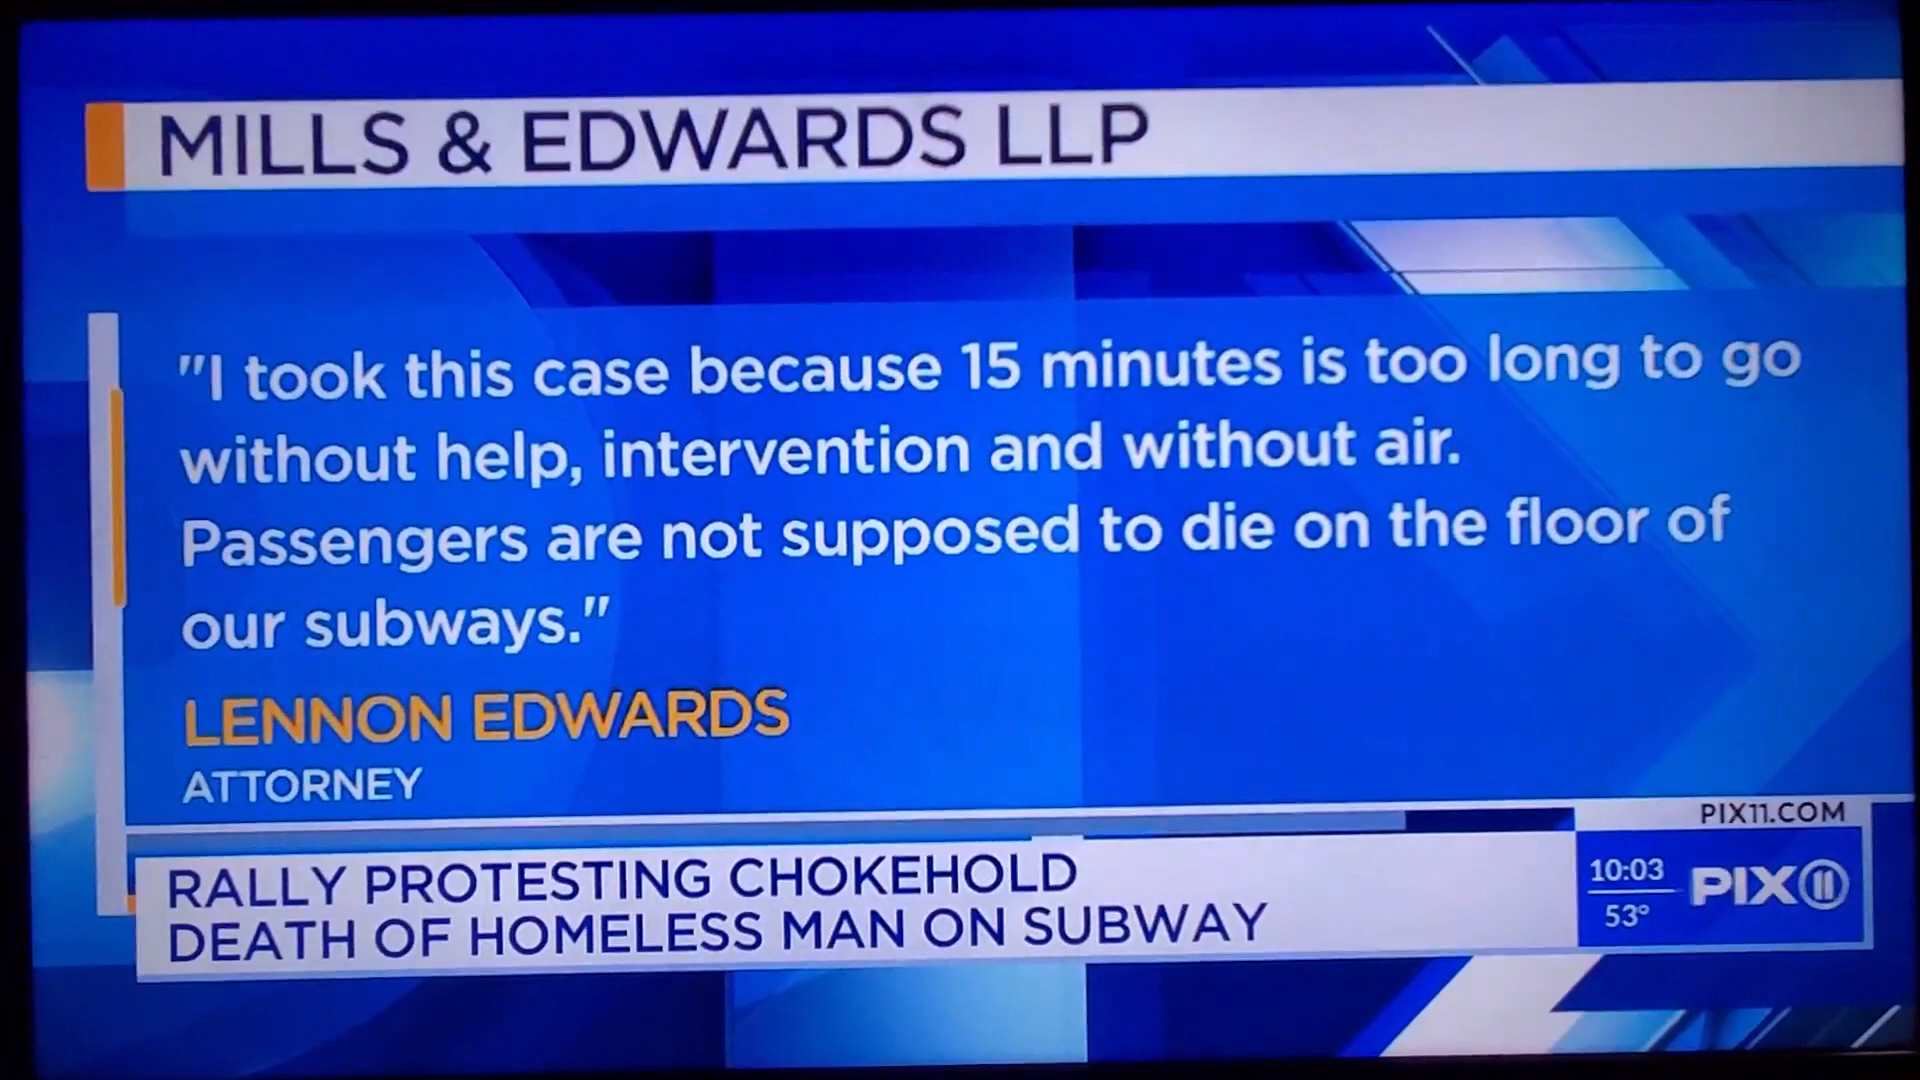 MILLS & EDWARDS LLP
"I took this case because 15 minutes is too long to go
without help, intervention and without air.
Passengers are not supposed to die on the floor of
our subways."
LENNON EDWARDS
ATTORNEY
PIX11.COM
RALLY PROTESTING CHOKEHOLD
DEATH OF HOMELESS MAN ON SUBWAY
10:03
53°
PIX11